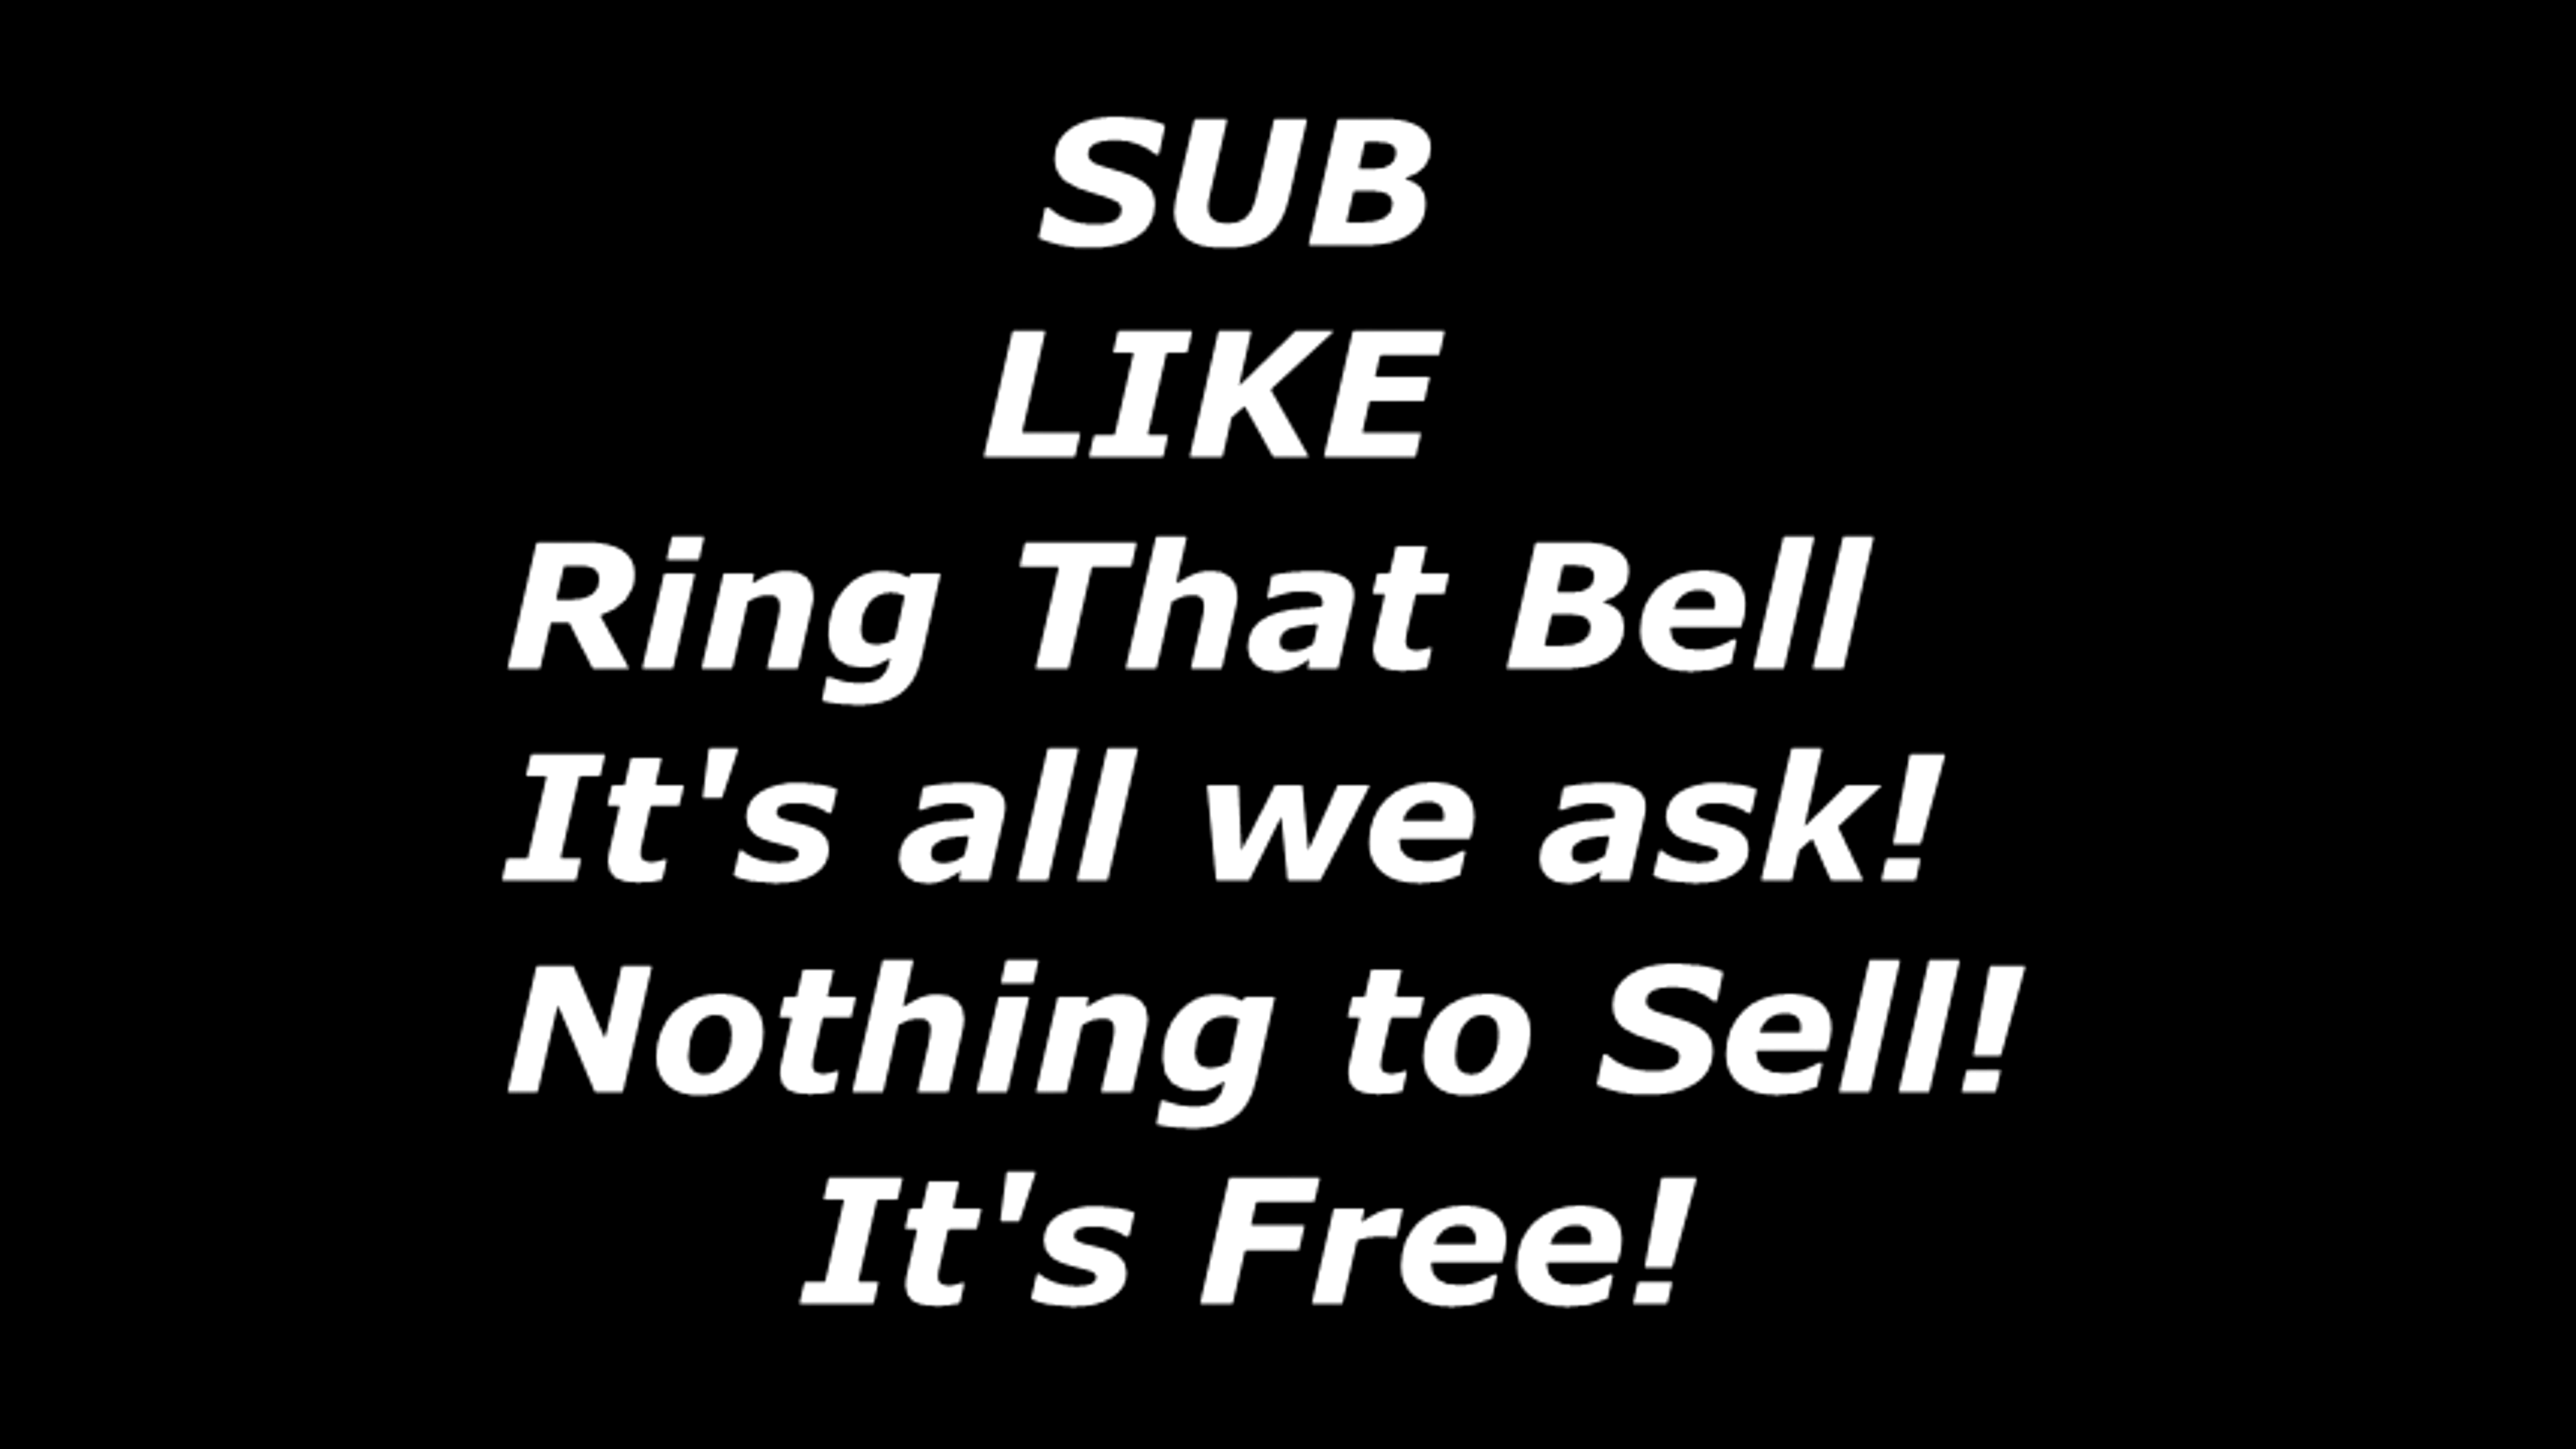 SUB
LIKE
Ring That Bell
It's all we ask!
Nothing to Sell!
It's Free!